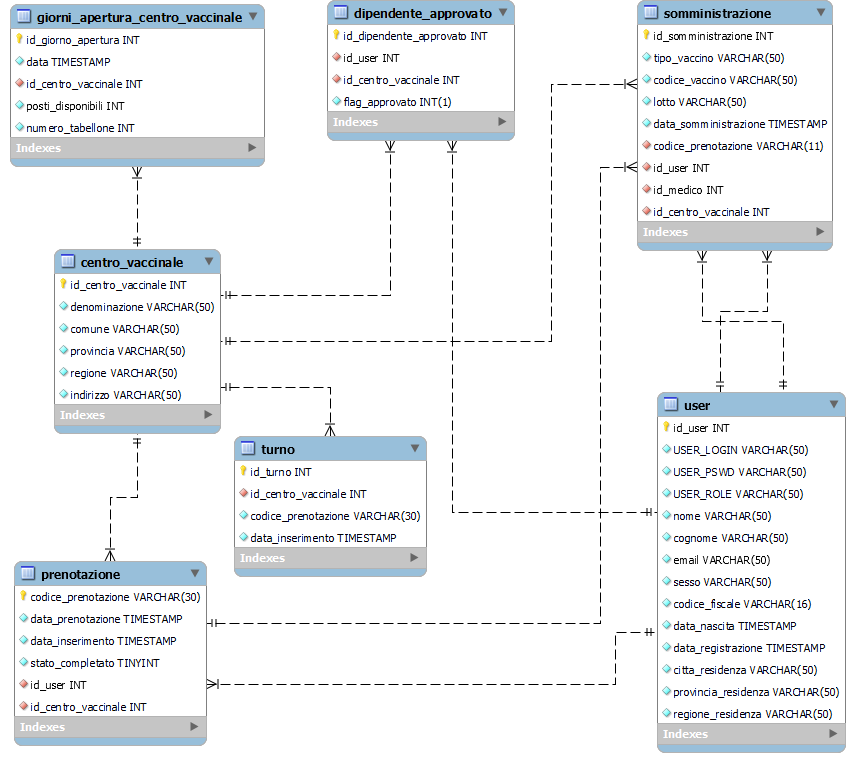 giorni_apertura_centro_vaccinale
id_giorno_apertura INT
data TIMESTAMP
id_centro_vaccinale INT
posti_disponibili INT
numero_tabellone INT
Indexes
dipendente_approvato
id_dipendente_approvato INT
id_user INT
id_centro_vaccinale INT
flag_approvato INT(1)
Indexes
somministrazione
id_somministrazione INT
tipo_vaccino VARCHAR(50)
codice_vaccino VARCHAR(50)
lotto VARCHAR(50)
data_somministrazione TIMESTAMP
codice_prenotazione VARCHAR(11)
id_user INT
id_medico INT
id_centro_vaccinale INT
Indexes
centro_vaccinale
id_centro_vaccinale INT
denominazione VARCHAR(50)
comune VARCHAR(50)
provincia VARCHAR(50)
regione VARCHAR(50)
indirizzo VARCHAR(50)
Indexes
turno
id_turno INT
id_centro_vaccinale INT
codice_prenotazione VARCHAR(30)
data_inserimento TIMESTAMP
Indexes
user
id_user INT
USER_LOGIN VARCHAR(50)
USER_PSWD VARCHAR(50)
USER_ROLE VARCHAR(50)
nome VARCHAR(50)
cognome VARCHAR(50)
email VARCHAR(50)
sesso VARCHAR(50)
codice_fiscale VARCHAR(16)
data_nascita TIMESTAMP
data_registrazione TIMESTAMP
citta_residenza VARCHAR(50)
provincia_residenza VARCHAR(50)
regione_residenza VARCHAR(50)
Indexes
prenotazione
codice_prenotazione VARCHAR(30)
data_prenotazione TIMESTAMP
data_inserimento TIMESTAMP
stato_completato TINYINT
id_user INT
id_centro_vaccinale INT
Indexes